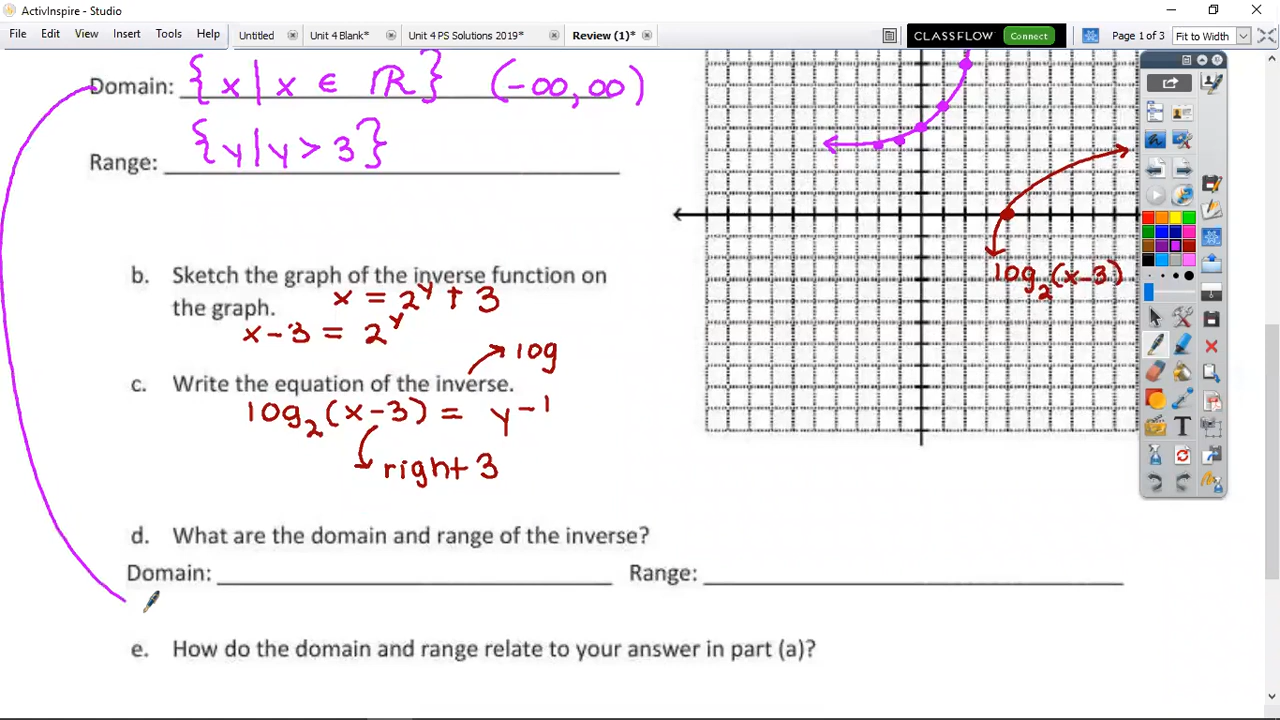 ActivInspire - Studio
File Edit View Insert Tools Help Untitled Unit 4 Blank* Unit 4 PS Solutions 2019* Review (1)* CLASSFLOW Connect Page 1 of 3 Fit to Width
Domain: {x|x ∈ ℝ} (-∞,∞)
Range: {y|y > 3}
b. Sketch the graph of the inverse function on
the graph.
x = 2^y + 3
x-3 = 2^y
log
c. Write the equation of the inverse.
log₂(x-3) = y^-1
right 3
log₂(x-3)
d. What are the domain and range of the inverse?
Domain: Range:
e. How do the domain and range relate to your answer in part (a)?